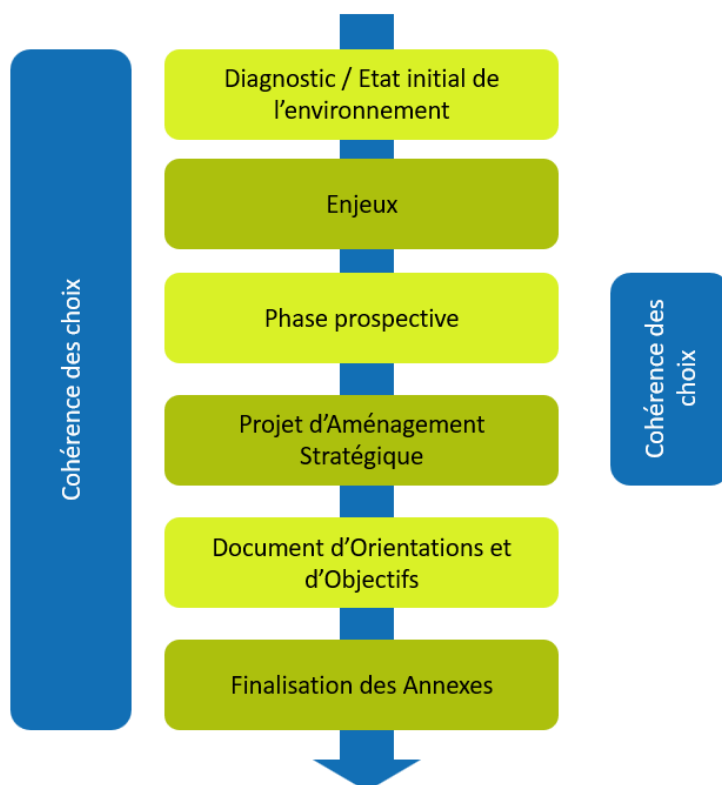 Diagnostic / Etat initial de
l'environnement
Enjeux
Phase prospective
Projet d'Aménagement
Stratégique
Document d'Orientations et
d'Objectifs
Finalisation des Annexes
Cohérence des choix
Cohérence des
choix